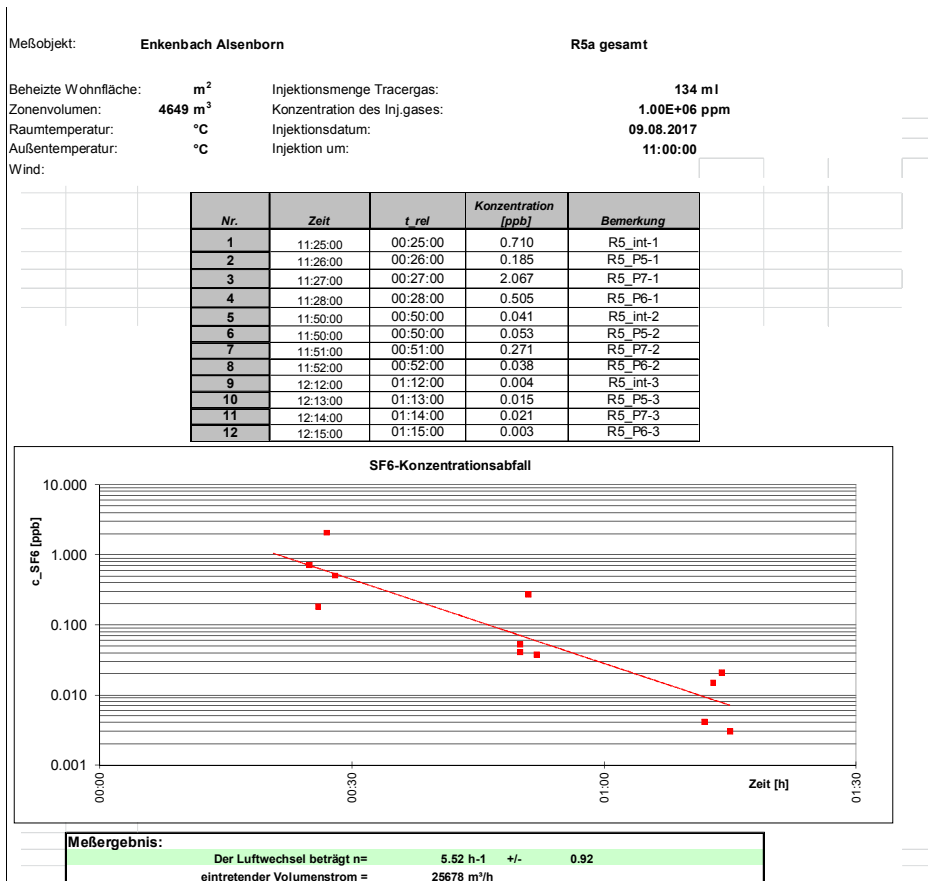 Meßobjekt: Enkenbach Alsenborn R5a gesamt
Beheizte Wohnfläche: m² Injektionsmenge Tracergas: 134 ml
Zonenvolumen: 4649 m³ Konzentration des Inj.gases: 1.00E+06 ppm
Raumtemperatur: °C Injektionsdatum: 09.08.2017
Außentemperatur: °C Injektion um: 11:00:00
Wind:
Nr. Zeit t_rel Konzentration [ppb] Bemerkung
1 11:25:00 00:25:00 0.710 R5_int-1
2 11:26:00 00:26:00 0.185 R5_P5-1
3 11:27:00 00:27:00 2.067 R5_P7-1
4 11:28:00 00:28:00 0.505 R5_P6-1
5 11:50:00 00:50:00 0.041 R5_int-2
6 11:50:00 00:50:00 0.053 R5_P5-2
7 11:51:00 00:51:00 0.271 R5_P7-2
8 11:52:00 00:52:00 0.038 R5_P6-2
9 12:12:00 01:12:00 0.004 R5_int-3
10 12:13:00 01:13:00 0.015 R5_P5-3
11 12:14:00 01:14:00 0.021 R5_P7-3
12 12:15:00 01:15:00 0.003 R5_P6-3
SF6-Konzentrationsabfall
c_SF6 [ppb]
10.000
1.000
0.100
0.010
0.001
00:00 00:30 01:00 01:30
Zeit [h]
Meßergebnis:
Der Luftwechsel beträgt n= 5.52 h-1 +/- 0.92
eintretender Volumenstrom = 25678 m³/h